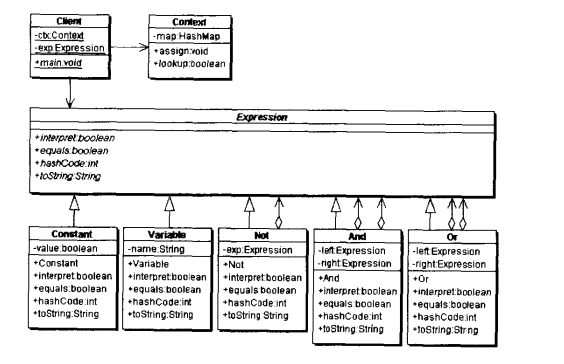 Client
-ctx:Context
-exp:Expression
+main:void
Context
-map:HashMap
+assign:void
+lookup:boolean
Expression
+interpret:boolean
+equals:boolean
+hashCode:int
+toString:String
Constant
-value:boolean
+Constant
+interpret:boolean
+equals:boolean
+hashCode:int
+toString:String
Variable
-name:String
+Variable
+interpret:boolean
+equals:boolean
+hashCode:int
+toString:String
Not
-exp:Expression
+Not
+interpret:boolean
+equals:boolean
+hashCode:int
+toString:String
And
-left:Expression
-right:Expression
+And
+interpret:boolean
+equals:boolean
+hashCode:int
+toString:String
Or
-left:Expression
-right:Expression
+Or
+interpret:boolean
+equals:boolean
+hashCode:int
+toString:String